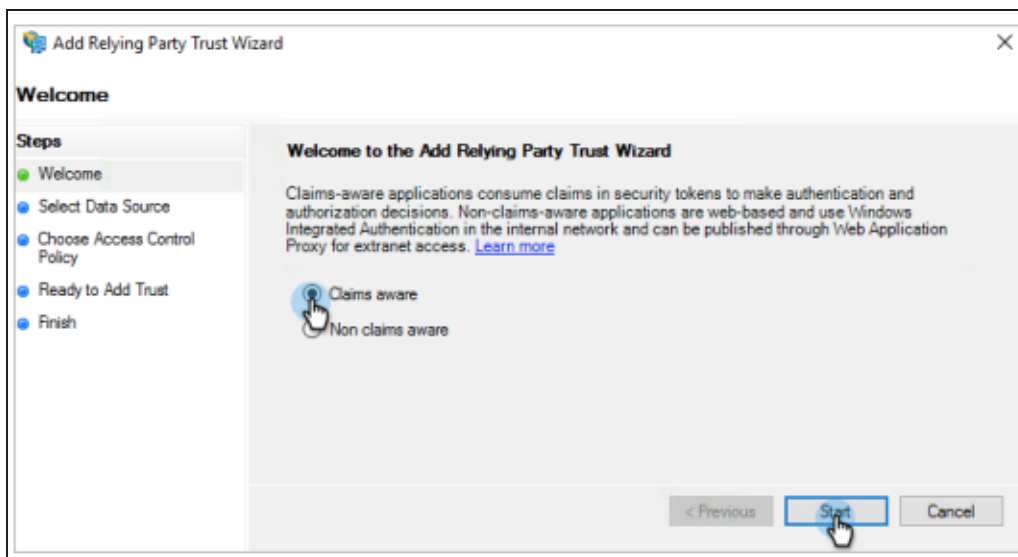 Add Relying Party Trust Wizard
Welcome
Steps
Welcome
Select Data Source
Choose Access Control
Policy
Ready to Add Trust
Finish
Welcome to the Add Relying Party Trust Wizard
Claims-aware applications consume claims in security tokens to make authentication and
authorization decisions. Non-claims-aware applications are web-based and use Windows
Integrated Authentication in the internal network and can be published through Web Application
Proxy for extranet access. Learn more
Claims aware
Non claims aware
< Previous
Start
Cancel